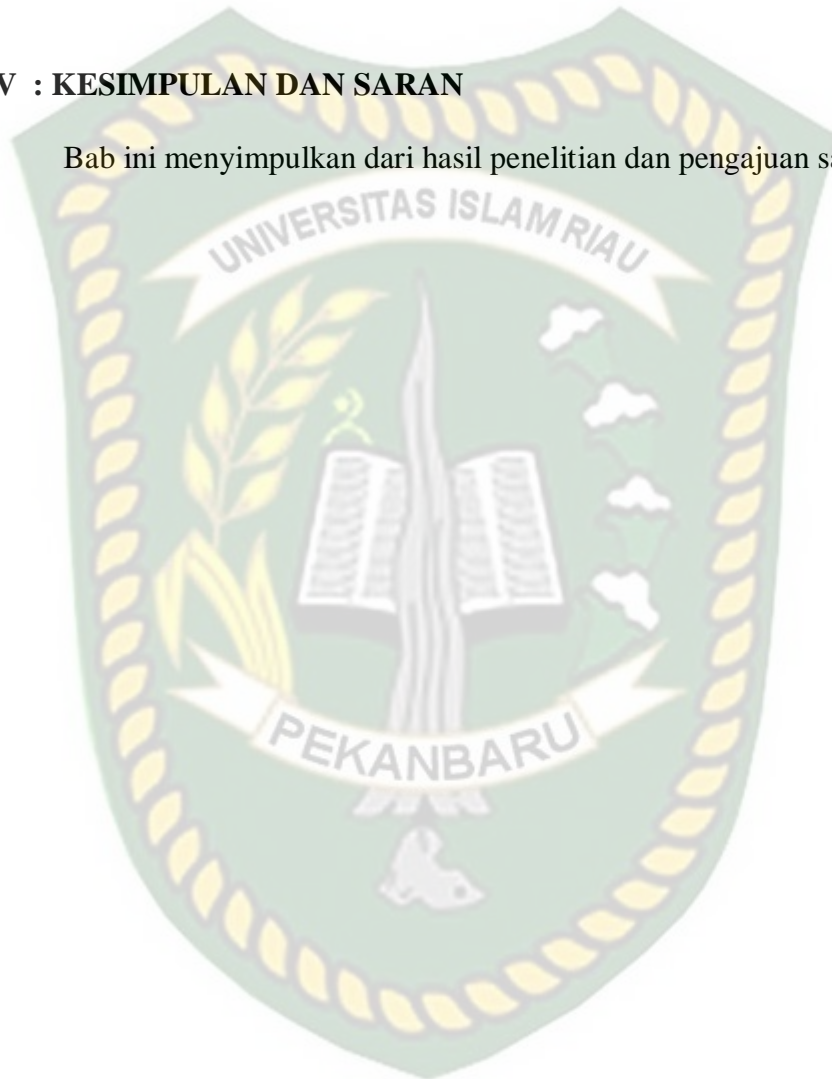 V : KESIMPULAN DAN SARAN
Bab ini menyimpulkan dari hasil penelitian dan pengajuan sa
UNIVERSITAS ISLAM RIAU
PEKANBARU